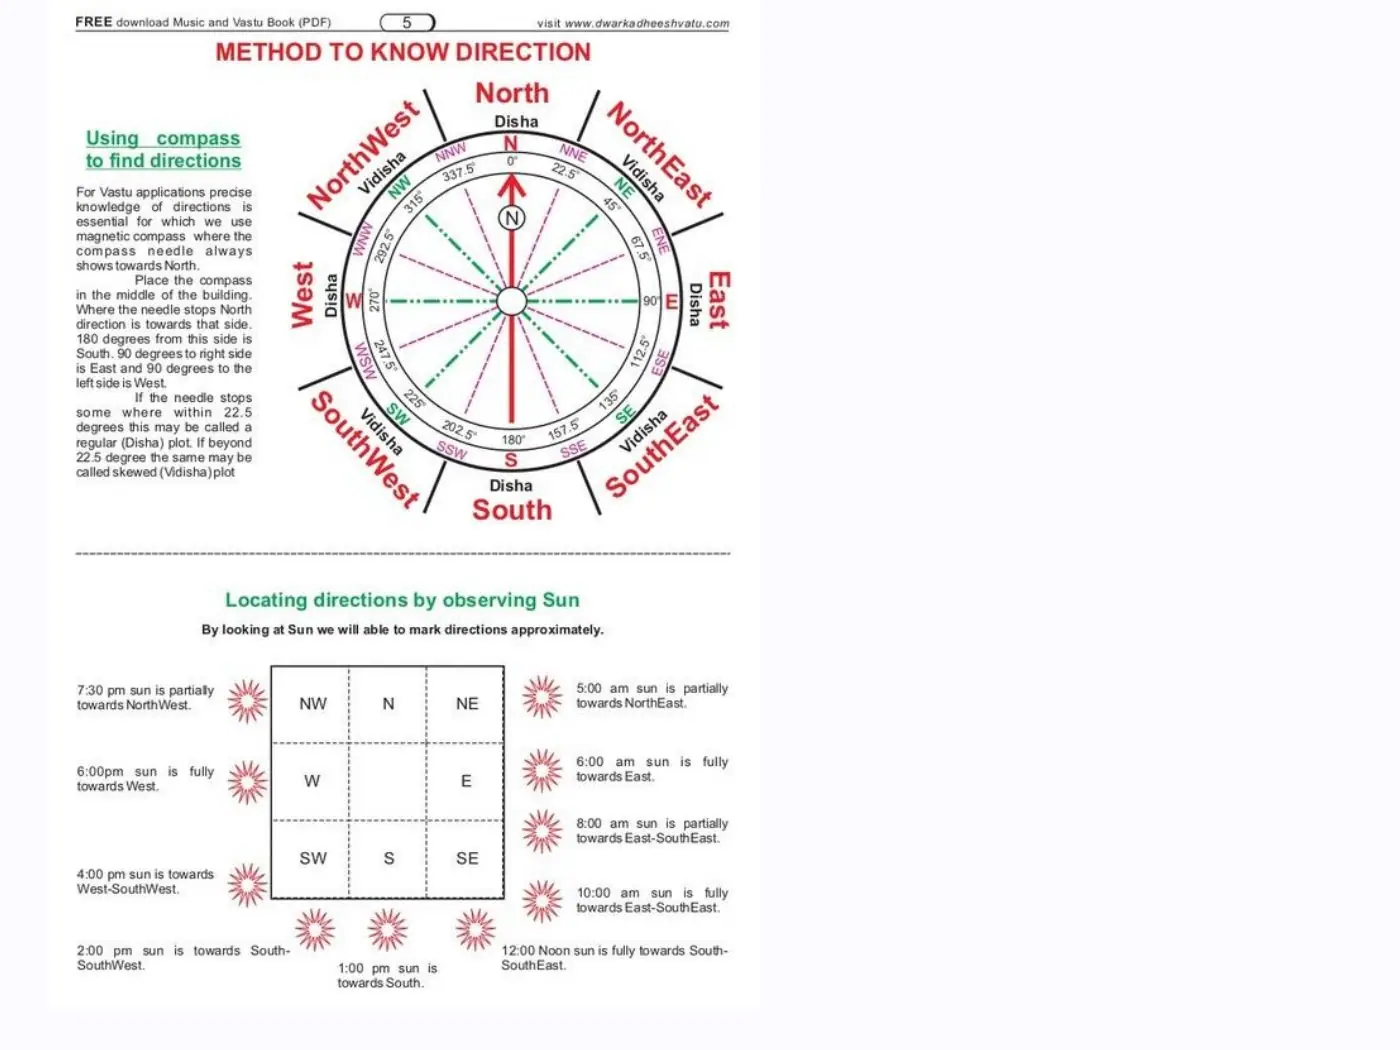 FREE download Music and Vastu Book (PDF)
5
visit www.dwarkadheeshvatu.com
METHOD TO KNOW DIRECTION
Using compass
to find directions
For Vastu applications precise
knowledge of directions is
essential for which we use
magnetic compass where the
compass needle always
shows towards North.
Place the compass
in the middle of the building.
Where the needle stops North
direction is towards that side.
180 degrees from this side is
South. 90 degrees to right side
is East and 90 degrees to the
left side is West.
If the needle stops
some where within 22.5
degrees this may be called a
regular (Disha) plot. If beyond
22.5 degree the same may be
called skewed (Vidisha) plot
North
Disha
N
0°
NNE
22.5°
NorthEast
Vidisha
NE
45°
ENE
67.5°
East
Disha
E
90°
ESE
112.5°
SouthEast
Vidisha
SE
135°
SSE
157.5°
180°
S
Disha
South
SSW
202.5°
SouthWest
Vidisha
SW
225°
WSW
247.5°
West
Disha
W
270°
WNW
292.5°
NorthWest
Vidisha
NW
315°
NNW
337.5°
N
Locating directions by observing Sun
By looking at Sun we will able to mark directions approximately.
7:30 pm sun is partially
towards NorthWest.
6:00pm sun is fully
towards West.
4:00 pm sun is towards
West-SouthWest.
2:00 pm sun is towards South-
SouthWest.
NW N NE
W E
SW S SE
1:00 pm sun is
towards South.
5:00 am sun is partially
towards NorthEast.
6:00 am sun is fully
towards East.
8:00 am sun is partially
towards East-SouthEast.
10:00 am sun is fully
towards East-SouthEast.
12:00 Noon sun is fully towards South-
SouthEast.